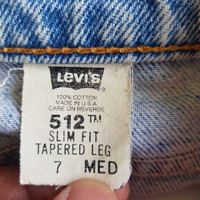 LEVI'S
100% COTTON
MADE IN U.S.A.
CARE ON REVERSE
512™
SLIM FIT
TAPERED LEG
7 MED